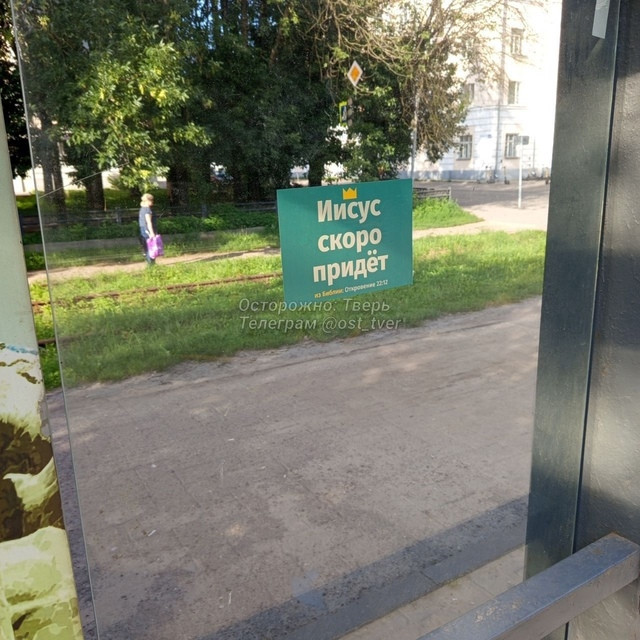 Иисус
скоро
придёт
из Библии: Откровение 22:12
Осторожно: Тверь
Телеграм @ost_tver